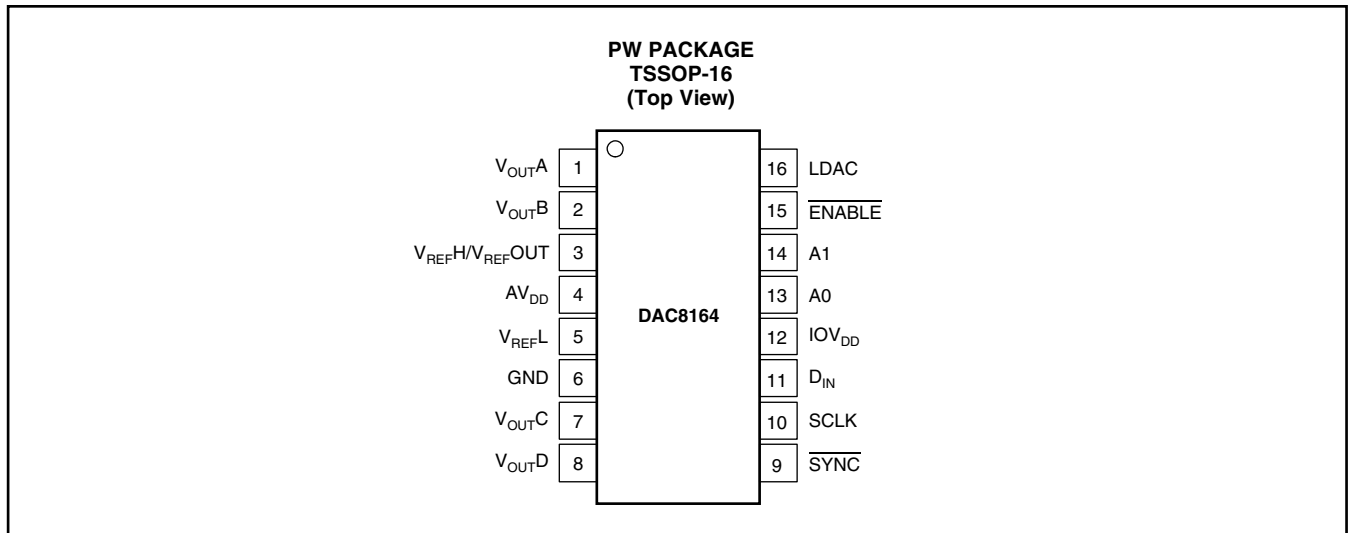 PW PACKAGE
TSSOP-16
(Top View)
VOUTA 1 16 LDAC
VOUTB 2 15 ENABLE
VREFH/VREFOUT 3 14 A1
AVDD 4 13 A0
DAC8164
VREFL 5 12 IOVDD
GND 6 11 DIN
VOUTC 7 10 SCLK
VOUTD 8 9 SYNC